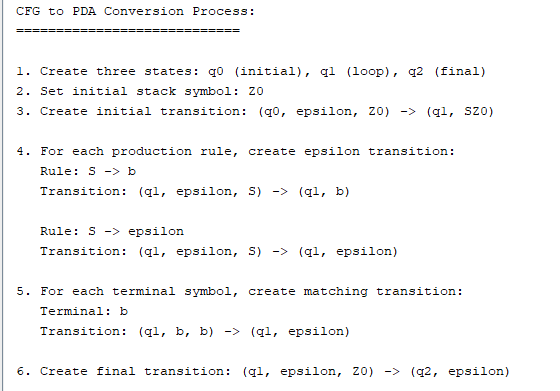 CFG to PDA Conversion Process:
============================
1. Create three states: q0 (initial), q1 (loop), q2 (final)
2. Set initial stack symbol: Z0
3. Create initial transition: (q0, epsilon, Z0) -> (q1, SZ0)
4. For each production rule, create epsilon transition:
Rule: S -> b
Transition: (q1, epsilon, S) -> (q1, b)
Rule: S -> epsilon
Transition: (q1, epsilon, S) -> (q1, epsilon)
5. For each terminal symbol, create matching transition:
Terminal: b
Transition: (q1, b, b) -> (q1, epsilon)
6. Create final transition: (q1, epsilon, Z0) -> (q2, epsilon)